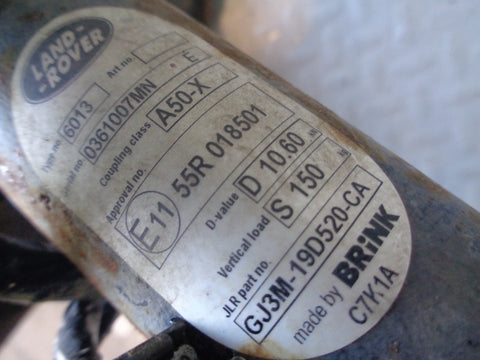 LAND-
ROVER
Art no.
Type no 6013
Serial no. 0361007MN E
Coupling class A50-X
Approval no.
E11 55R 018501
D-value D 10.60 kN
Vertical load S 150 kg
JLR part no.
GJ3M-19D520-CA
made by BRINK
C7K1A